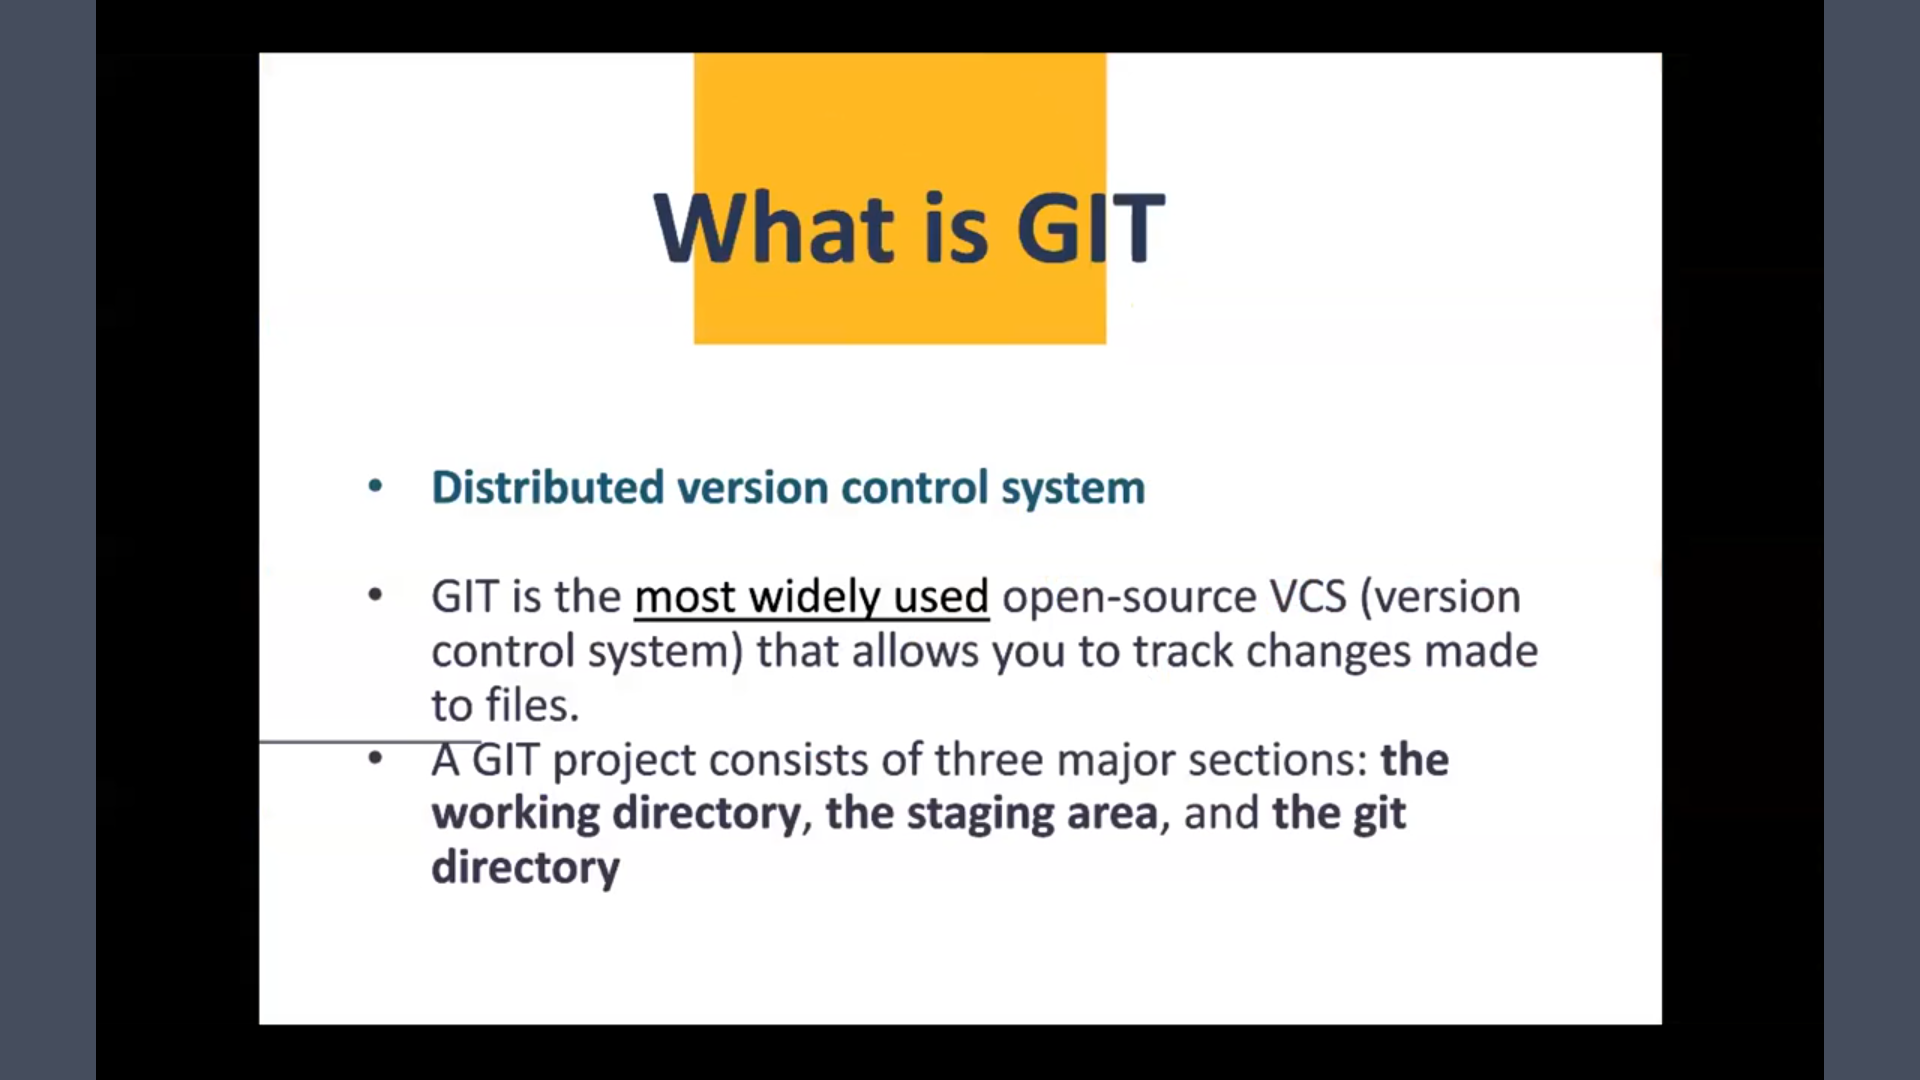 What is GIT
• Distributed version control system
• GIT is the most widely used open-source VCS (version
control system) that allows you to track changes made
to files.
• A GIT project consists of three major sections: the
working directory, the staging area, and the git
directory